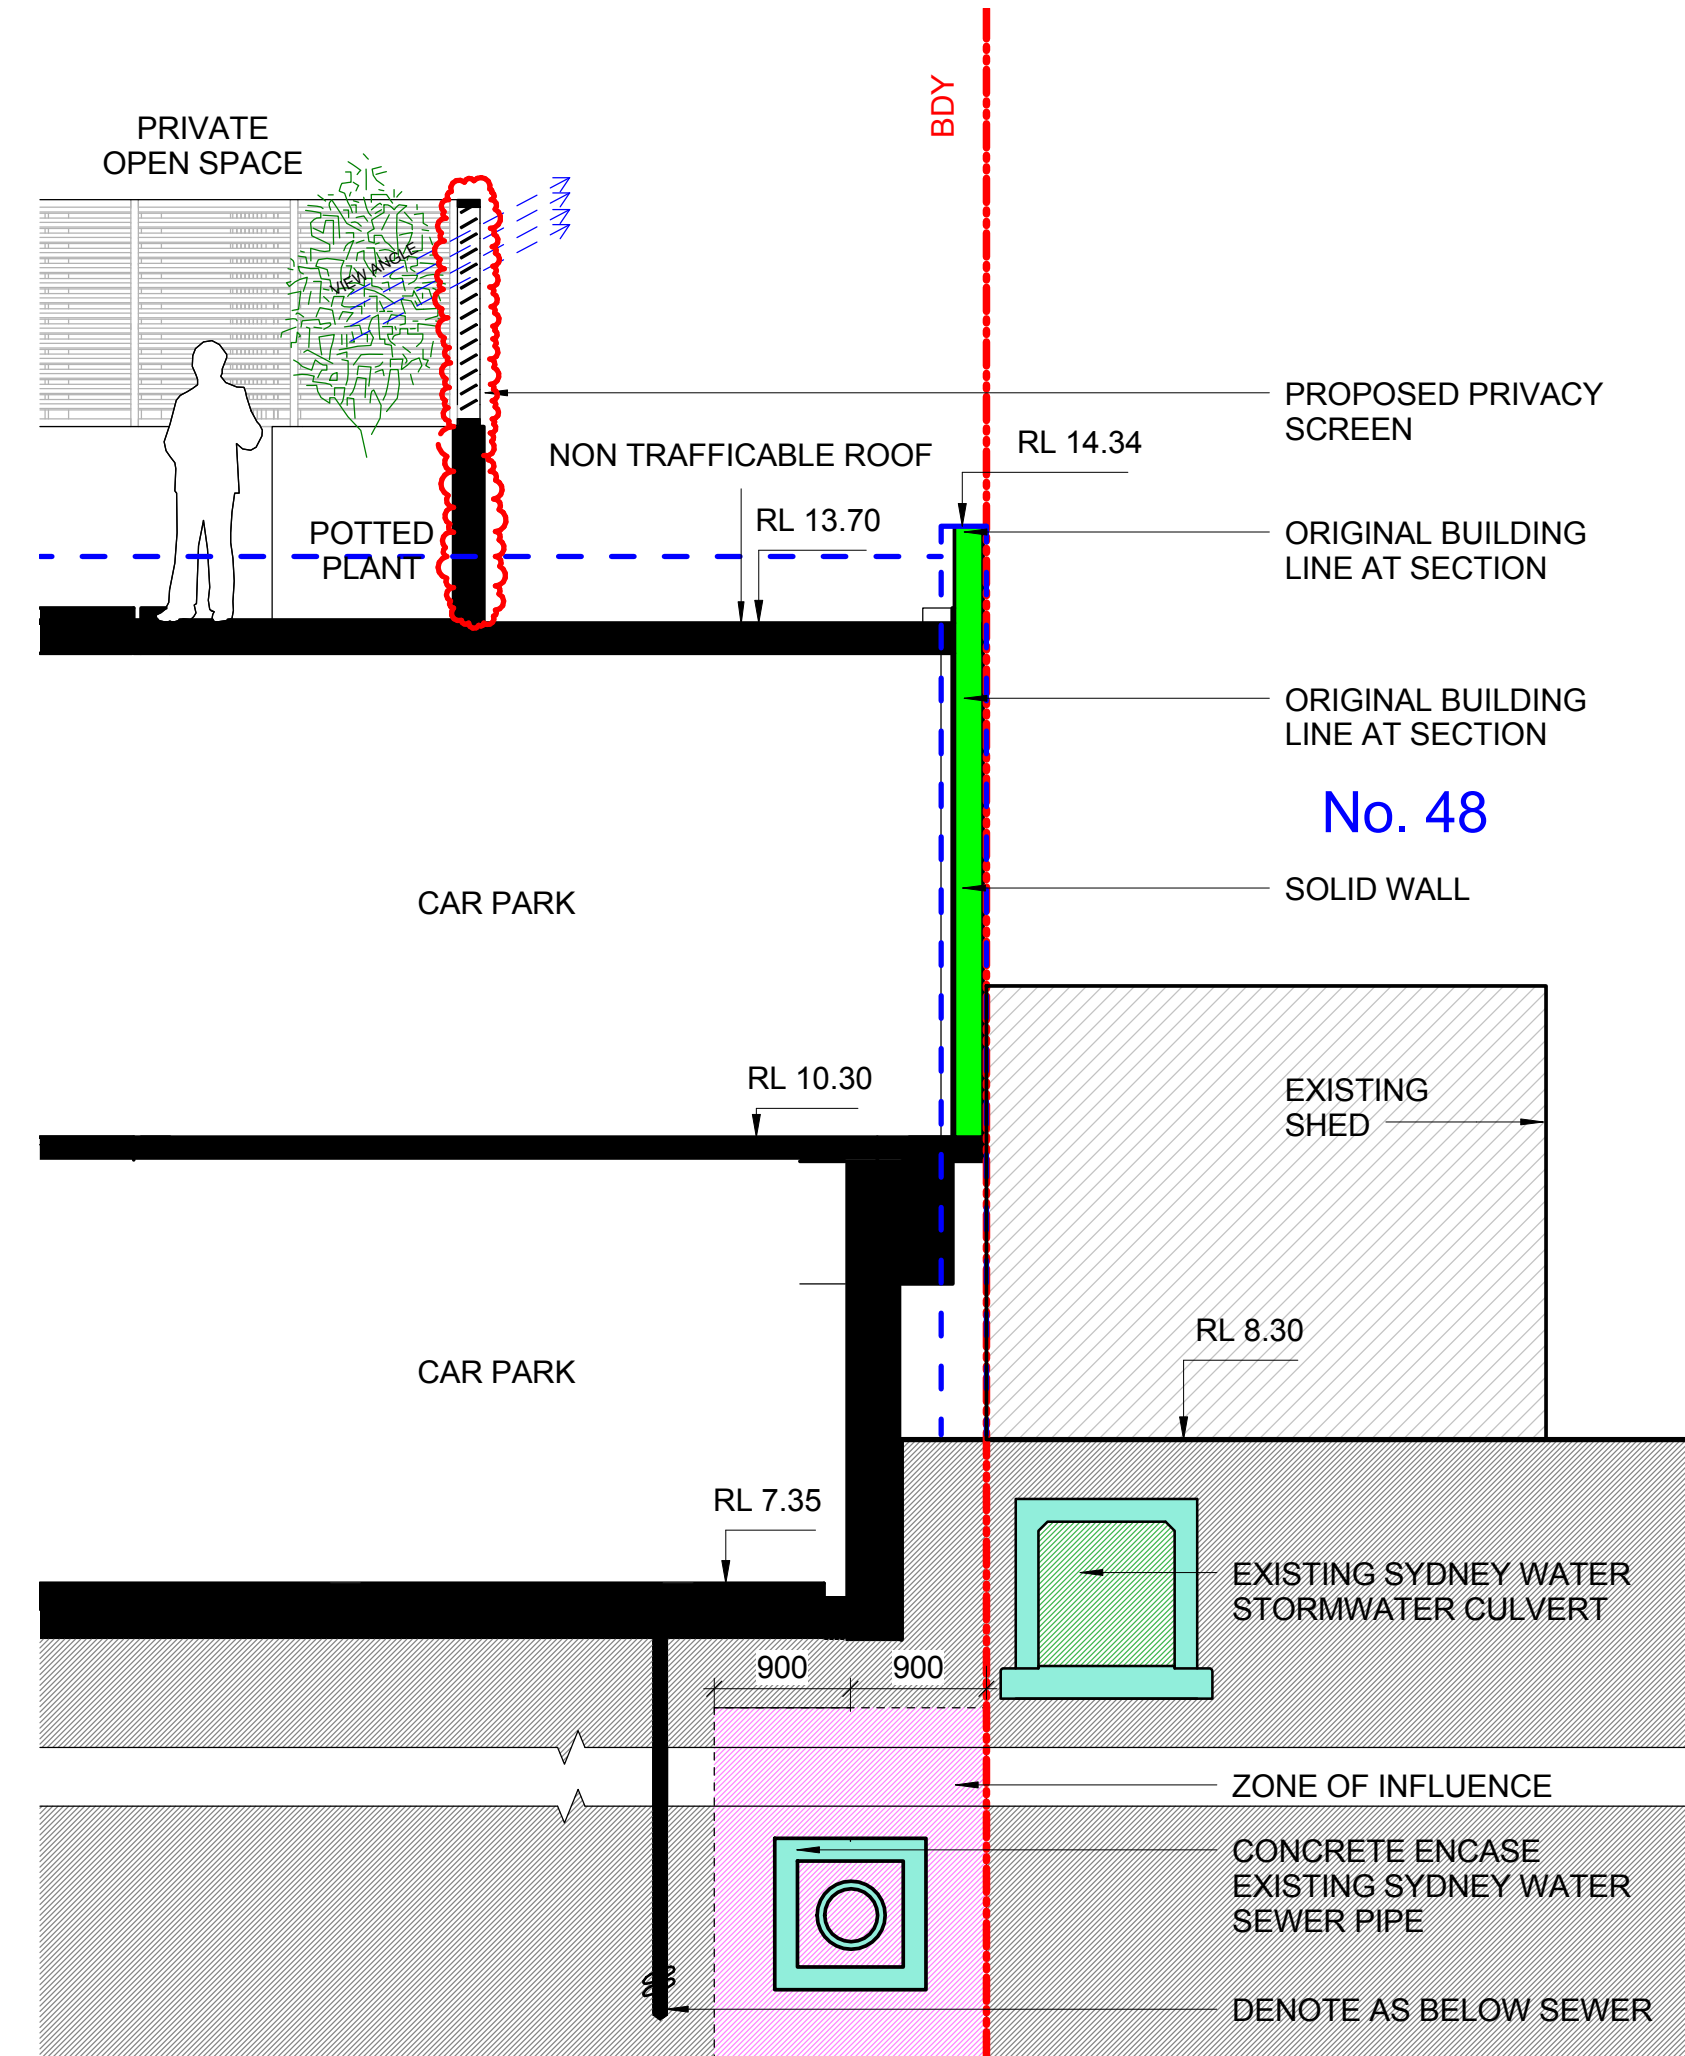 BDY
PRIVATE
OPEN SPACE
VIEW ANGLE
PROPOSED PRIVACY
SCREEN
NON TRAFFICABLE ROOF
RL 14.34
RL 13.70
POTTED
PLANT
ORIGINAL BUILDING
LINE AT SECTION
ORIGINAL BUILDING
LINE AT SECTION
No. 48
CAR PARK
SOLID WALL
RL 10.30
EXISTING
SHED
RL 8.30
CAR PARK
RL 7.35
EXISTING SYDNEY WATER
STORMWATER CULVERT
900
900
ZONE OF INFLUENCE
CONCRETE ENCASE
EXISTING SYDNEY WATER
SEWER PIPE
DENOTE AS BELOW SEWER